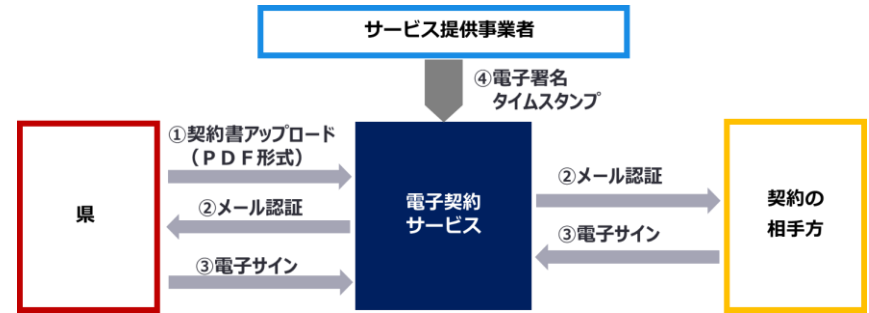 サービス提供事業者
④電子署名
タイムスタンプ
①契約書アップロード
（ＰＤＦ形式）
②メール認証
③電子サイン
県
電子契約
サービス
②メール認証
③電子サイン
契約の
相手方